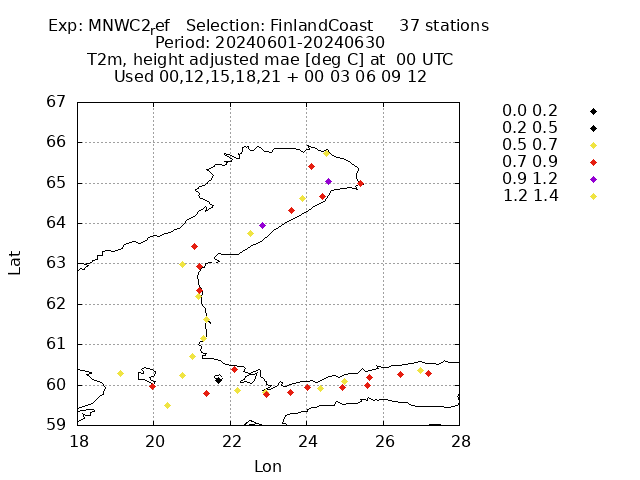 Exp: MNWC2ref Selection: FinlandCoast 37 stations
Period: 20240601-20240630
T2m, height adjusted mae [deg C] at 00 UTC
Used 00,12,15,18,21 + 00 03 06 09 12
67
66
65
64
63
62
61
60
59
18 20 22 24 26 28
Lat
Lon
0.0 0.2
0.2 0.5
0.5 0.7
0.7 0.9
0.9 1.2
1.2 1.4